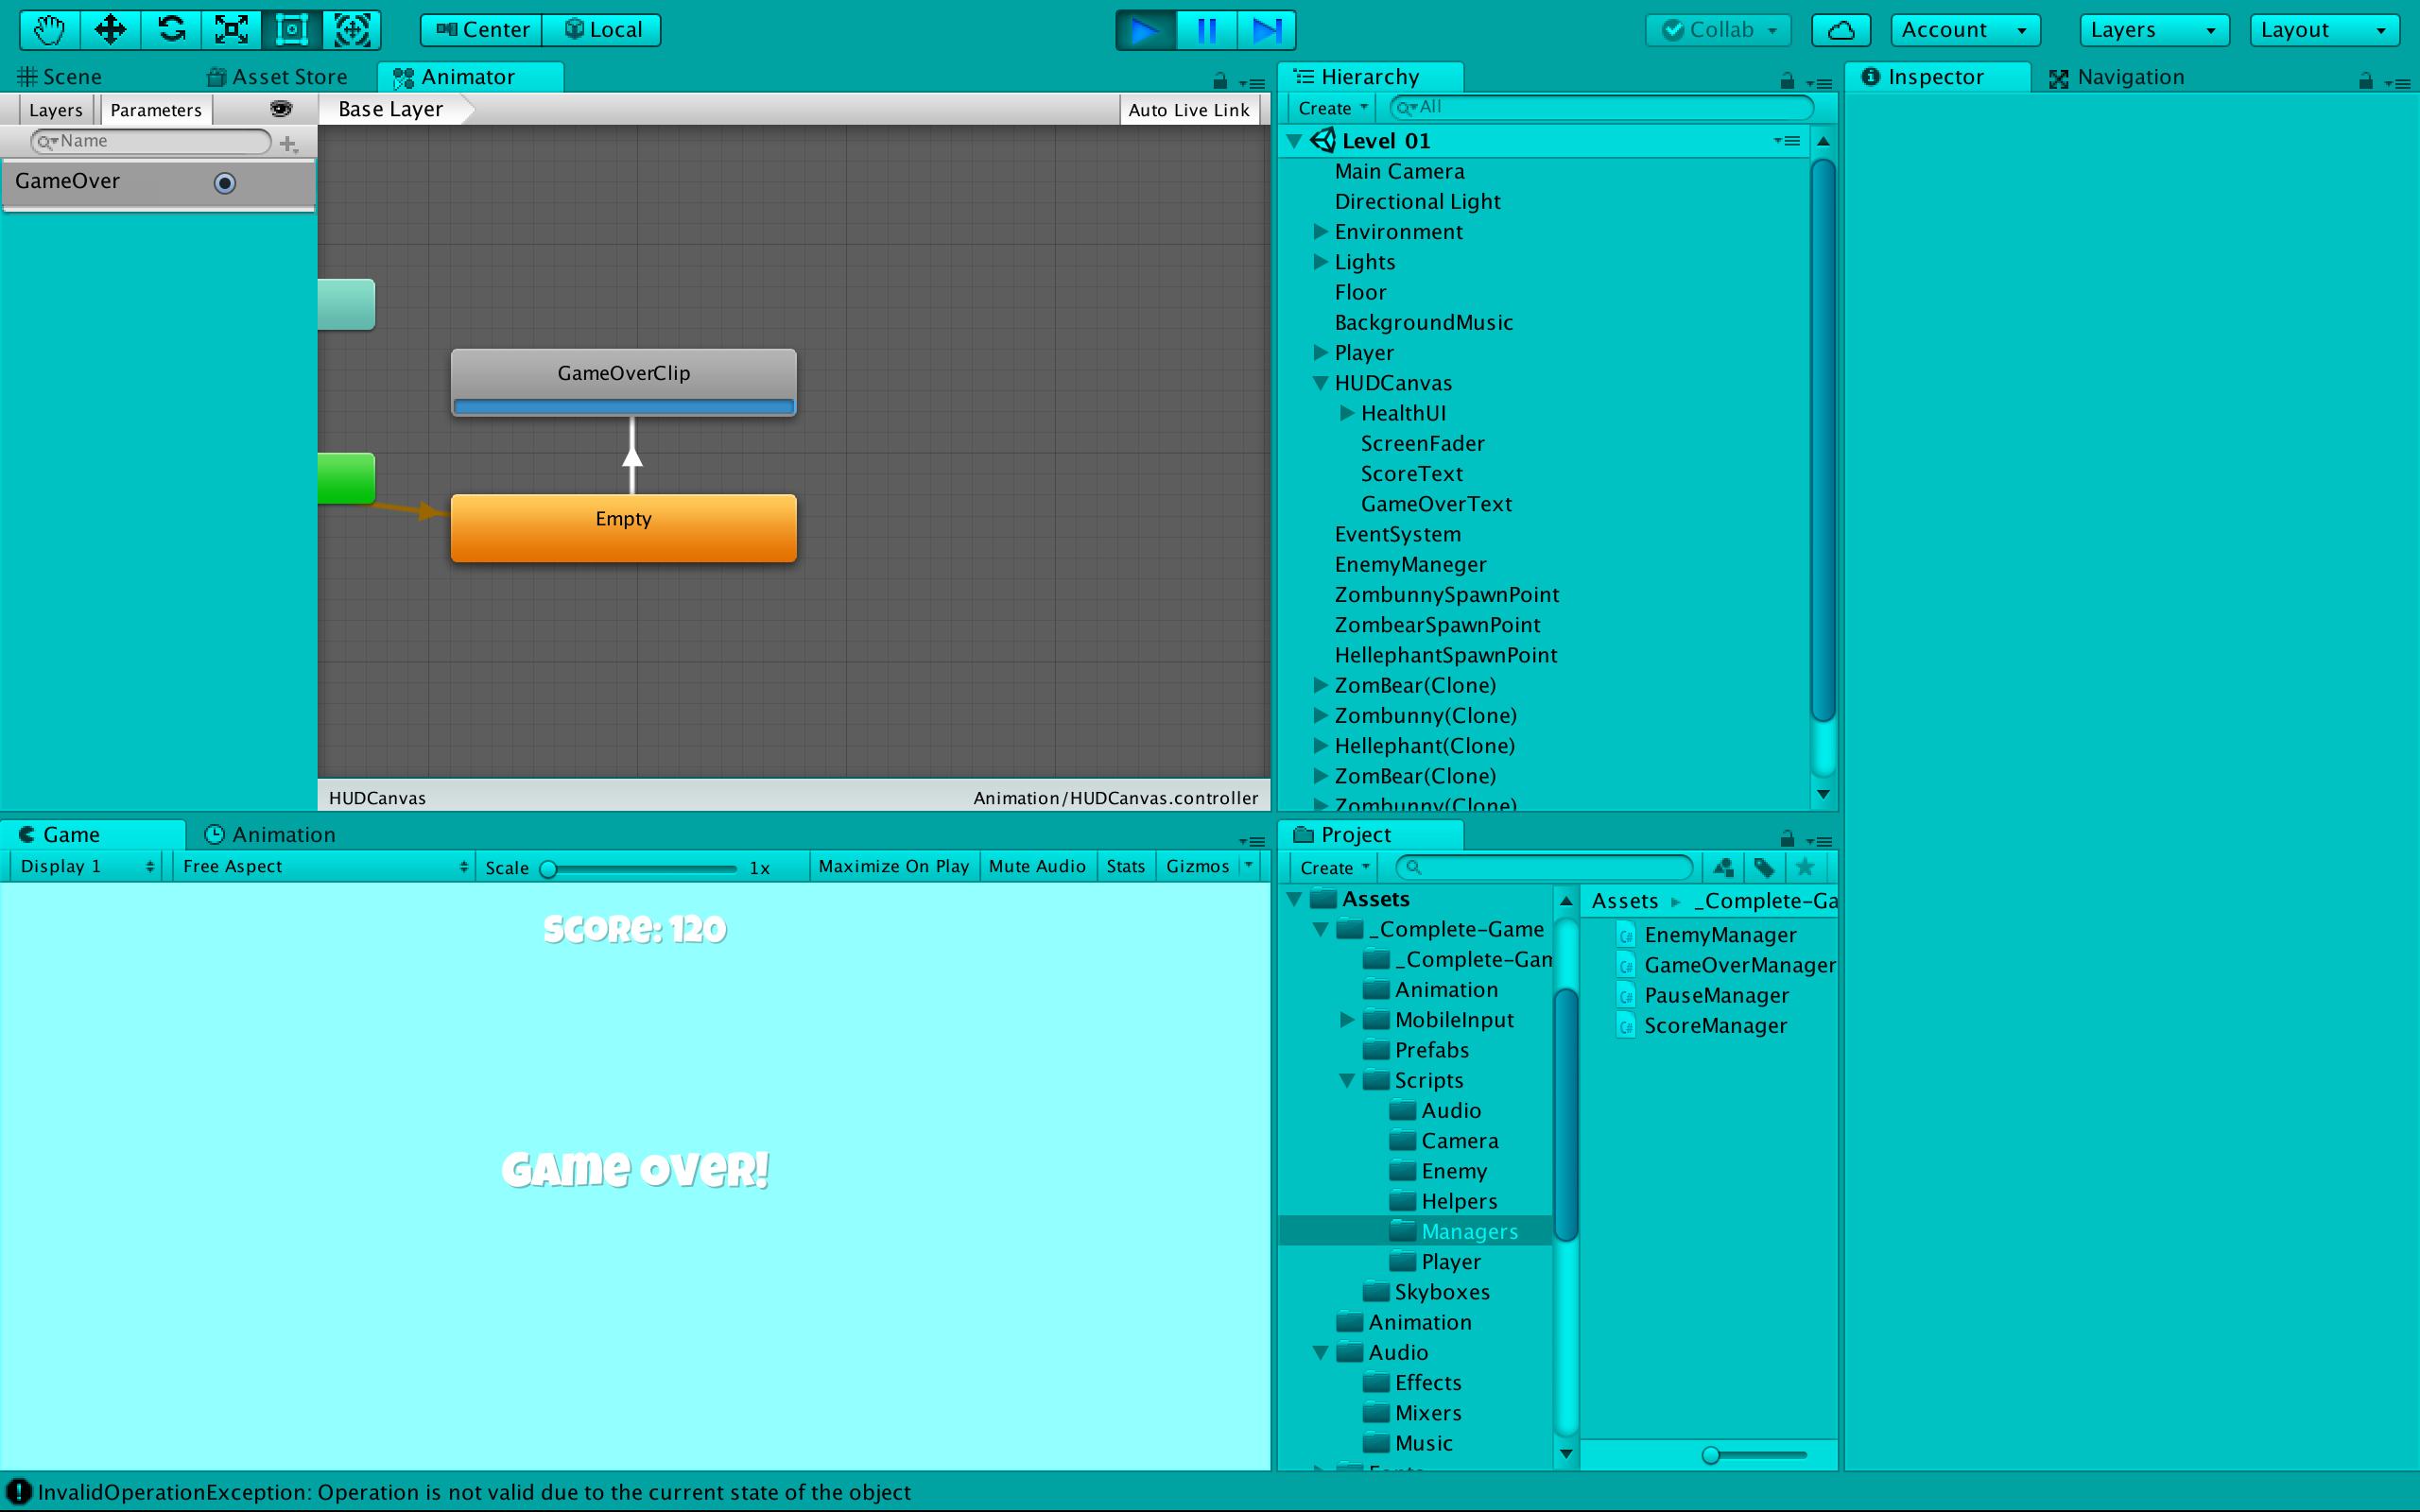 Center Local Collab Account Layers Layout
Scene Asset Store Animator
Layers Parameters Base Layer Auto Live Link
Name
GameOver
GameOverClip
Empty
HUDCanvas Animation/HUDCanvas.controller
Hierarchy
Create All
Level 01
Main Camera
Directional Light
Environment
Lights
Floor
BackgroundMusic
Player
HUDCanvas
HealthUI
ScreenFader
ScoreText
GameOverText
EventSystem
EnemyManeger
ZombunnySpawnPoint
ZombearSpawnPoint
HellephantSpawnPoint
ZomBear(Clone)
Zombunny(Clone)
Hellephant(Clone)
ZomBear(Clone)
Zombunny(Clone)
Inspector Navigation
Game Animation
Display 1 Free Aspect Scale 1x Maximize On Play Mute Audio Stats Gizmos
Score: 120
Game Over!
Project
Create
Assets
_Complete-Game
_Complete-Gam
Animation
MobileInput
Prefabs
Scripts
Audio
Camera
Enemy
Helpers
Managers
Player
Skyboxes
Animation
Audio
Effects
Mixers
Music
Assets _Complete-Ga
C# EnemyManager
C# GameOverManager
C# PauseManager
C# ScoreManager
InvalidOperationException: Operation is not valid due to the current state of the object